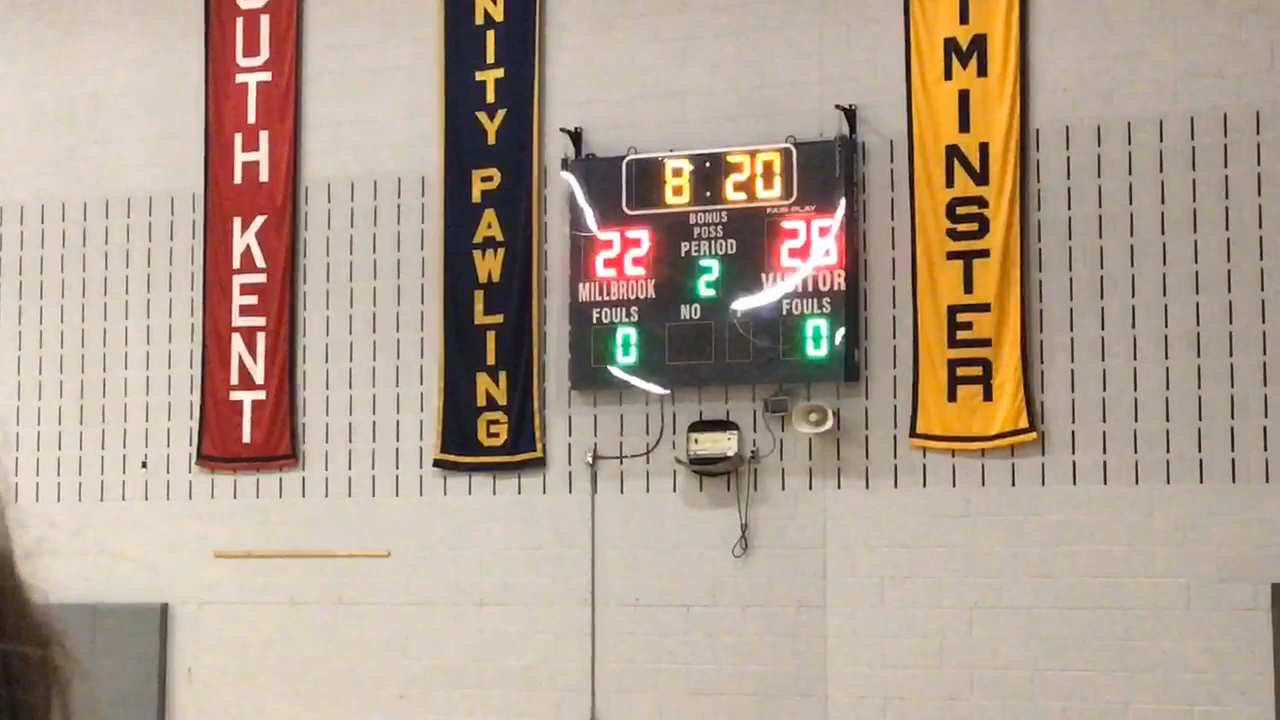 UTH KENT
NITY PAWLING
MINSTER
8:20
FAIR-PLAY
BONUS
POSS
PERIOD
22
2
26
MILLBROOK
VISITOR
FOULS
NO
FOULS
0
0